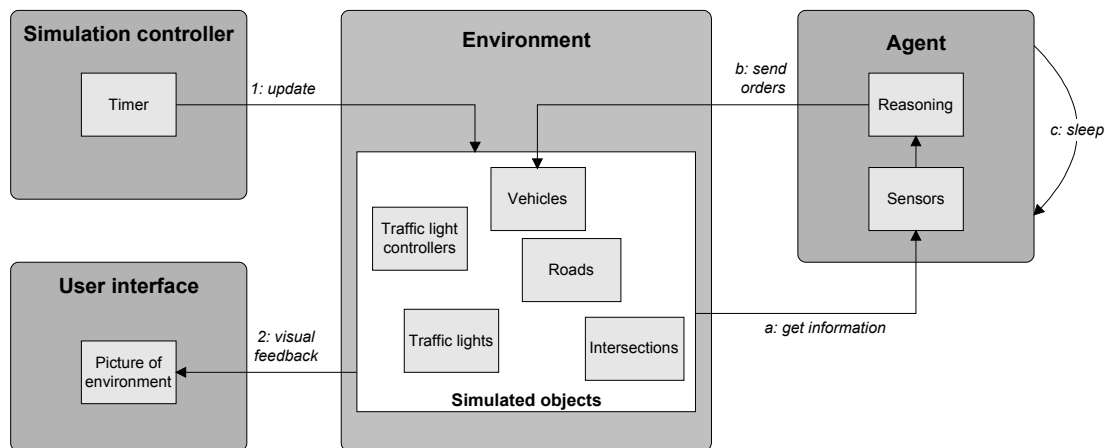 Simulation controller
Timer
1: update
Environment
Vehicles
Traffic light
controllers
Roads
Traffic lights
Intersections
Simulated objects
Agent
b: send
orders
Reasoning
c: sleep
Sensors
a: get information
User interface
2: visual
feedback
Picture of
environment